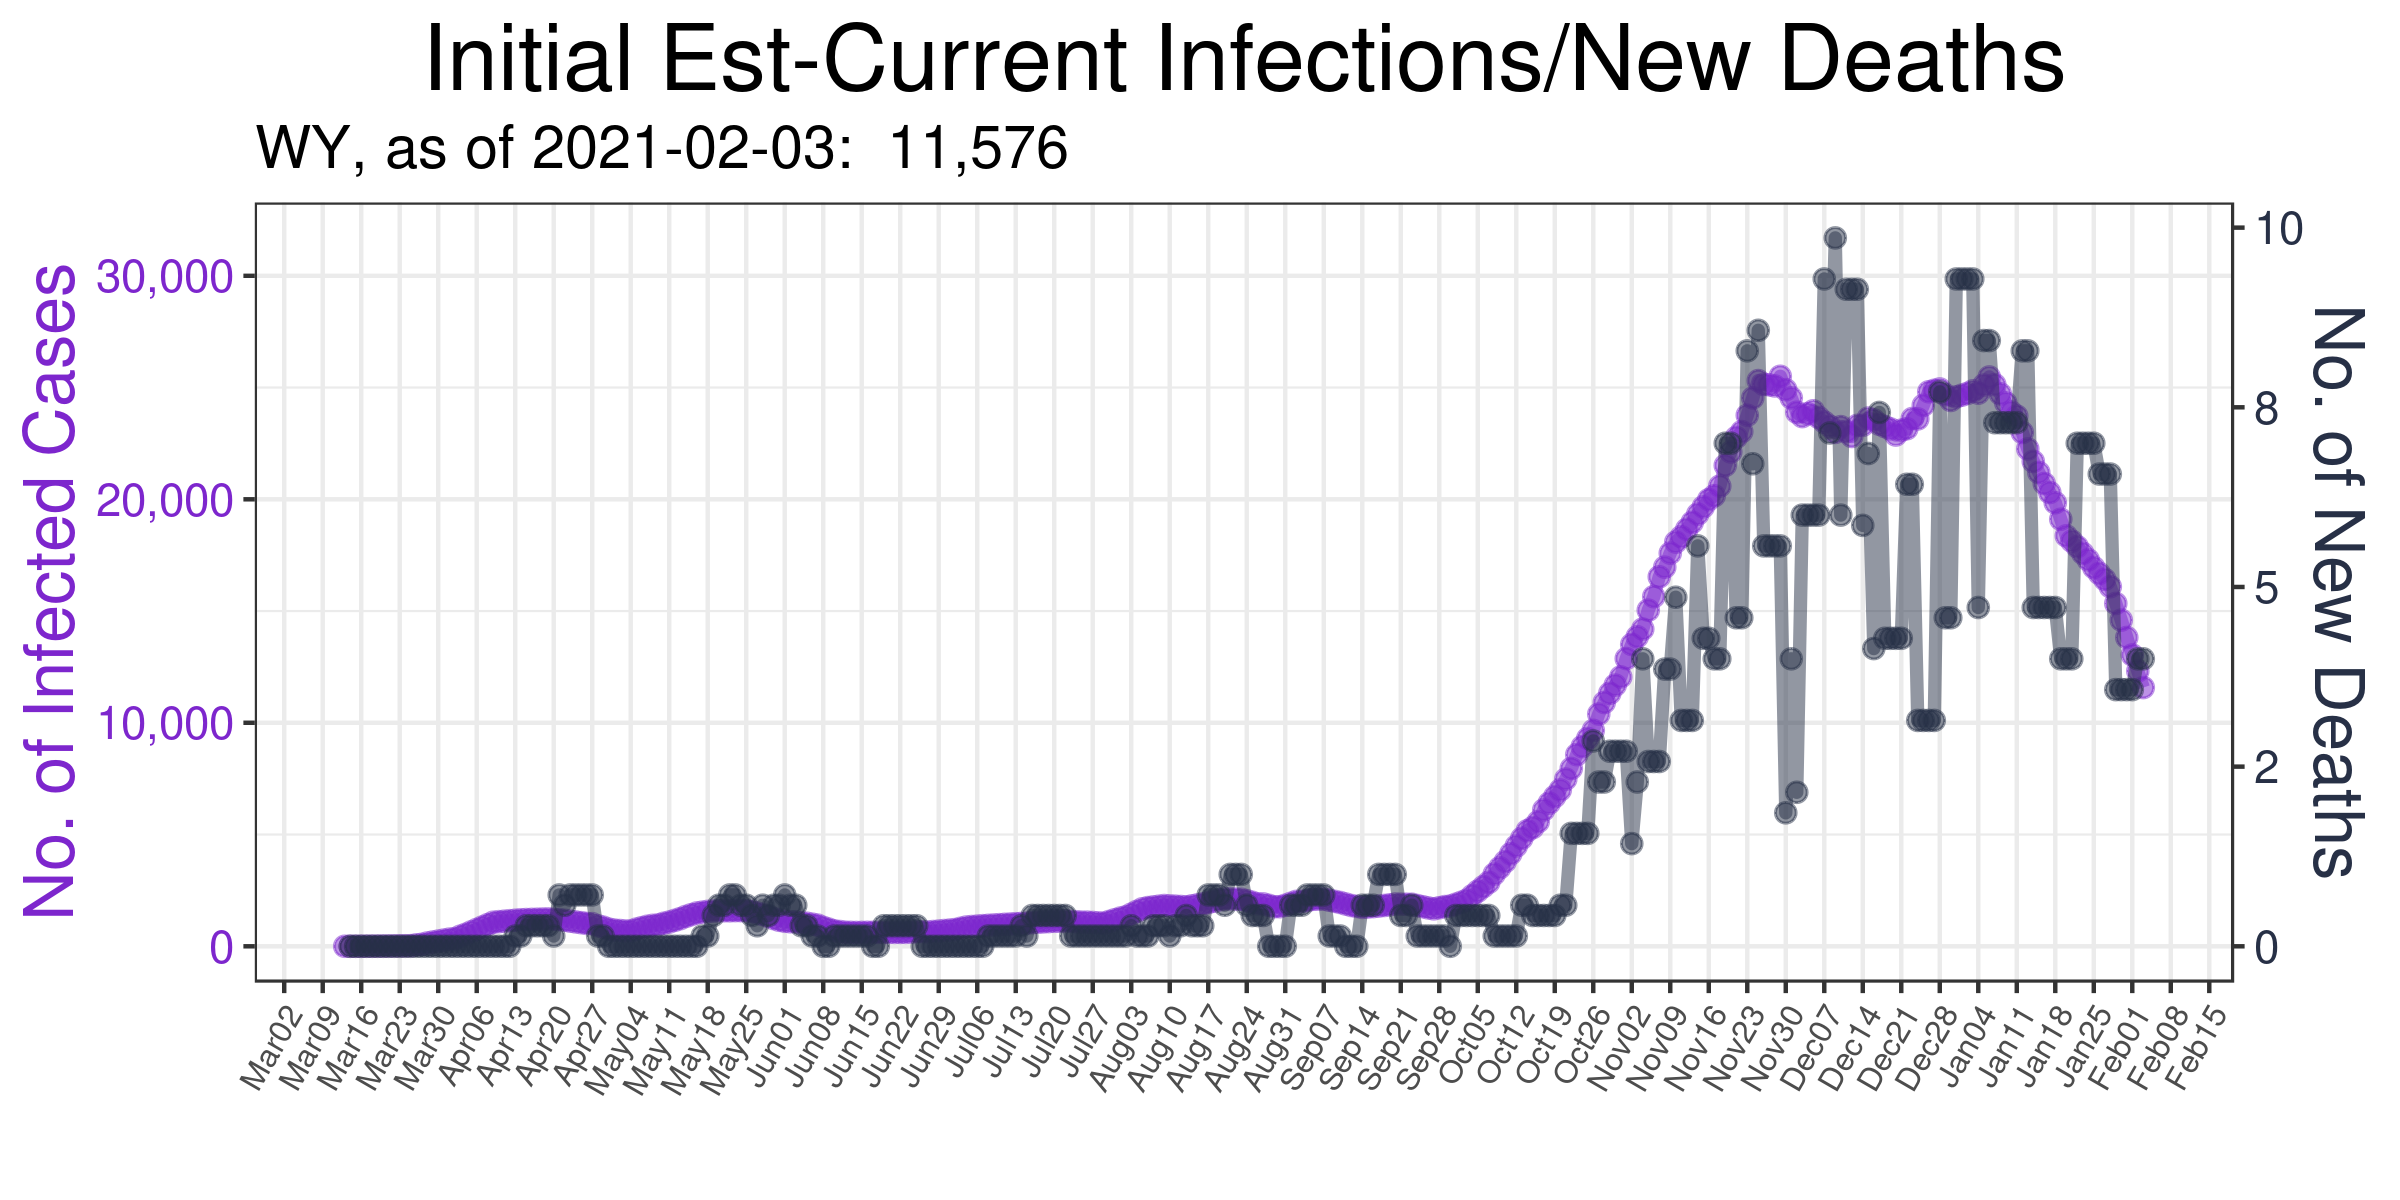 Initial Est-Current Infections/New Deaths
WY, as of 2021-02-03:  11,576
No. of Infected Cases
30,000
20,000
10,000
0
10
8
5
2
0
No. of New Deaths
Mar02
Mar09
Mar16
Mar23
Mar30
Apr06
Apr13
Apr20
Apr27
May04
May11
May18
May25
Jun01
Jun08
Jun15
Jun22
Jun29
Jul06
Jul13
Jul20
Jul27
Aug03
Aug10
Aug17
Aug24
Aug31
Sep07
Sep14
Sep21
Sep28
Oct05
Oct12
Oct19
Oct26
Nov02
Nov09
Nov16
Nov23
Nov30
Dec07
Dec14
Dec21
Dec28
Jan04
Jan11
Jan18
Jan25
Feb01
Feb08
Feb15